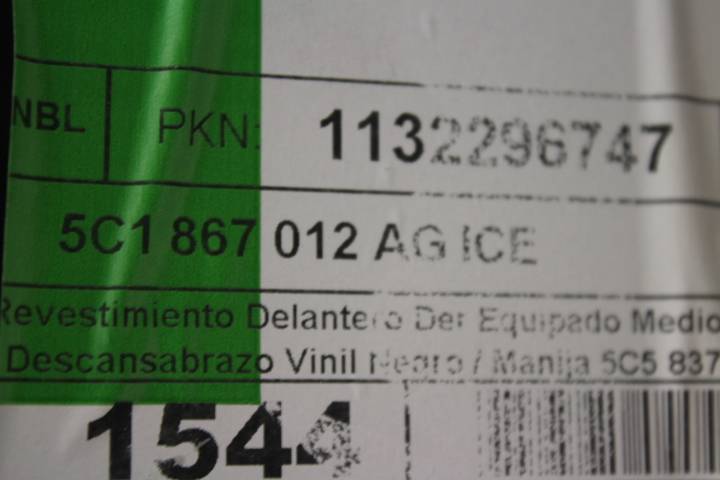 NBL PKN: 1132296747
5C1 867 012 AG ICE
Revestimiento Delantero Der Equipado Medio
Descansabrazo Vinil Negro / Manija 5C5 837
1544